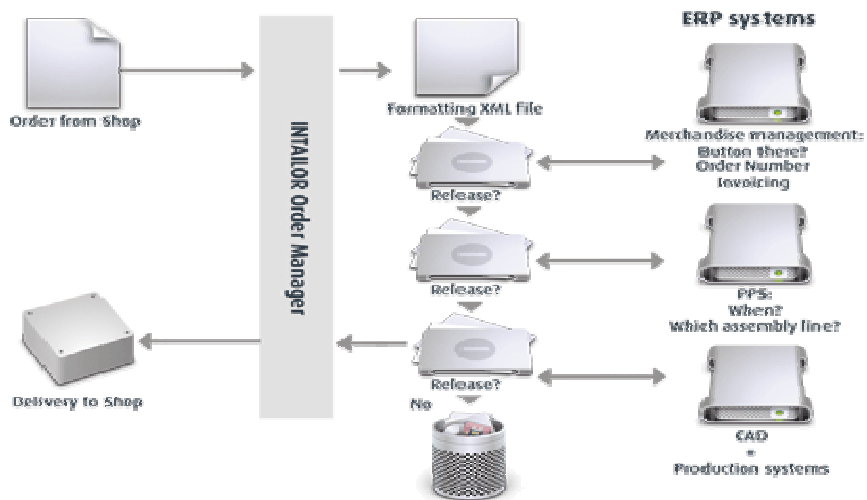 ERP systems
Order from Shop
INTAILOR Order Manager
Formatting XML file
Merchandise management:
Button there?
Order Number
Invoicing
Release?
Release?
PPS:
When?
Which assembly line?
Delivery to Shop
Release?
No
CAD
+
Production systems